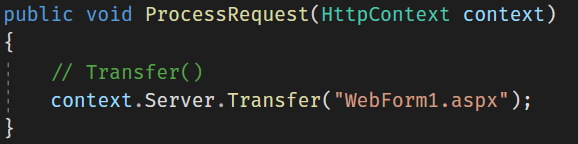 public void ProcessRequest(HttpContext context)
{
    // Transfer()
    context.Server.Transfer("WebForm1.aspx");
}